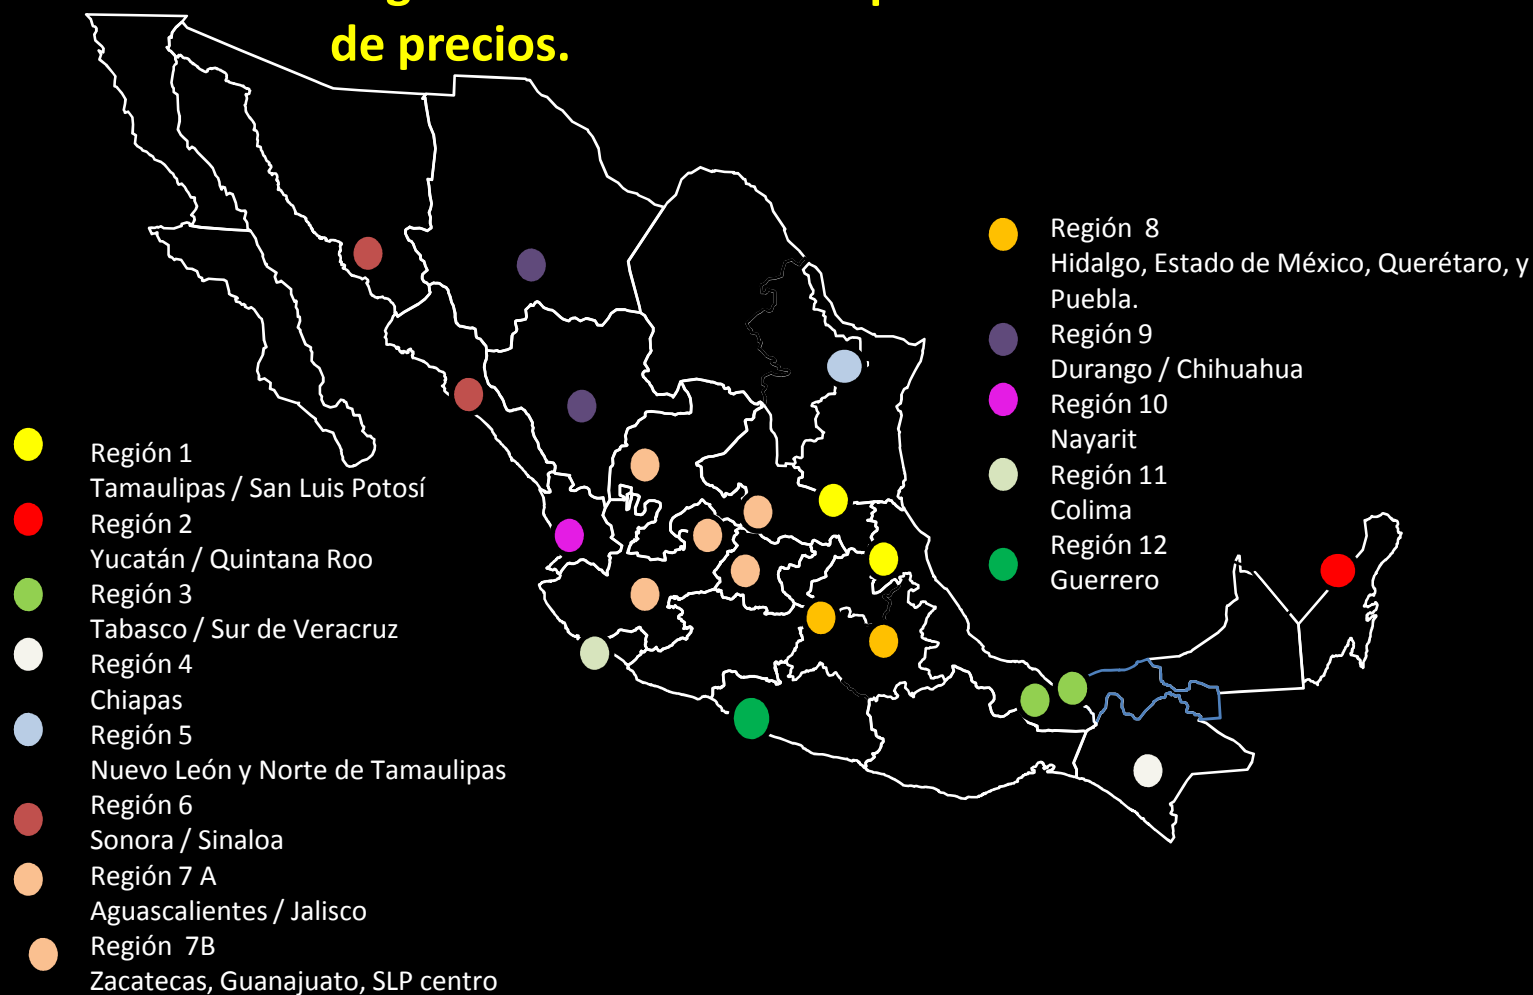 de precios.
Región 1
Tamaulipas / San Luis Potosí
Región 2
Yucatán / Quintana Roo
Región 3
Tabasco / Sur de Veracruz
Región 4
Chiapas
Región 5
Nuevo León y Norte de Tamaulipas
Región 6
Sonora / Sinaloa
Región 7 A
Aguascalientes / Jalisco
Región 7B
Zacatecas, Guanajuato, SLP centro
Región 8
Hidalgo, Estado de México, Querétaro, y
Puebla.
Región 9
Durango / Chihuahua
Región 10
Nayarit
Región 11
Colima
Región 12
Guerrero